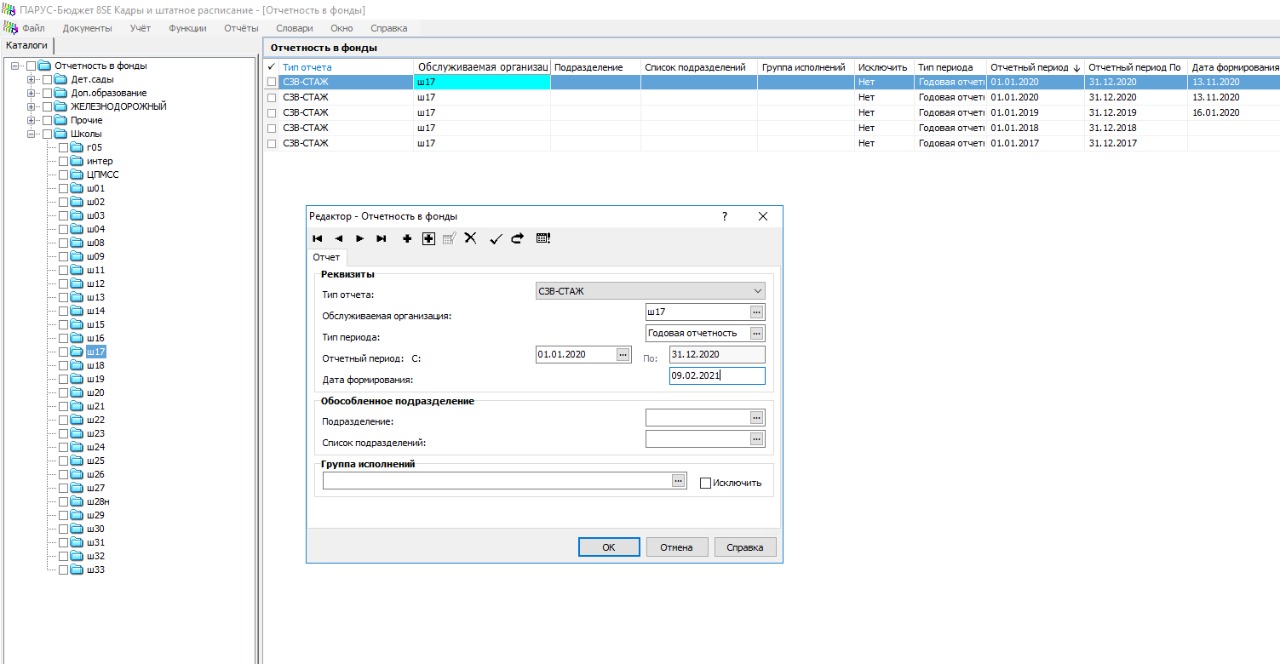 ПАРУС-Бюджет 8SE Кадры и штатное расписание - [Отчетность в фонды]
Файл Документы Учёт Функции Отчёты Словари Окно Справка
Каталоги
Отчетность в фонды
Дет.сады
Доп.образование
ЖЕЛЕЗНОДОРОЖНЫЙ
Прочие
Школы
г05
интер
ЦПМСС
ш01
ш02
ш03
ш04
ш08
ш09
ш11
ш12
ш13
ш14
ш15
ш16
ш17
ш18
ш19
ш20
ш21
ш22
ш23
ш24
ш25
ш26
ш27
ш28н
ш29
ш30
ш31
ш32
ш33
Отчетность в фонды
Тип отчета Обслуживаемая организац Подразделение Список подразделений Группа исполнений Исключить Тип периода Отчетный период Отчетный период По Дата формирования
СЗВ-СТАЖ ш17 Нет Годовая отчетн 01.01.2020 31.12.2020 13.11.2020
СЗВ-СТАЖ ш17 Нет Годовая отчетн 01.01.2020 31.12.2020 13.11.2020
СЗВ-СТАЖ ш17 Нет Годовая отчетн 01.01.2019 31.12.2019 16.01.2020
СЗВ-СТАЖ ш17 Нет Годовая отчетн 01.01.2018 31.12.2018
СЗВ-СТАЖ ш17 Нет Годовая отчетн 01.01.2017 31.12.2017
Редактор - Отчетность в фонды
Отчет
Реквизиты
Тип отчета: СЗВ-СТАЖ
Обслуживаемая организация: ш17
Тип периода: Годовая отчетность
Отчетный период: С: 01.01.2020 По: 31.12.2020
Дата формирования: 09.02.2021
Обособленное подразделение
Подразделение:
Список подразделений:
Группа исполнений
Исключить
ОК Отмена Справка